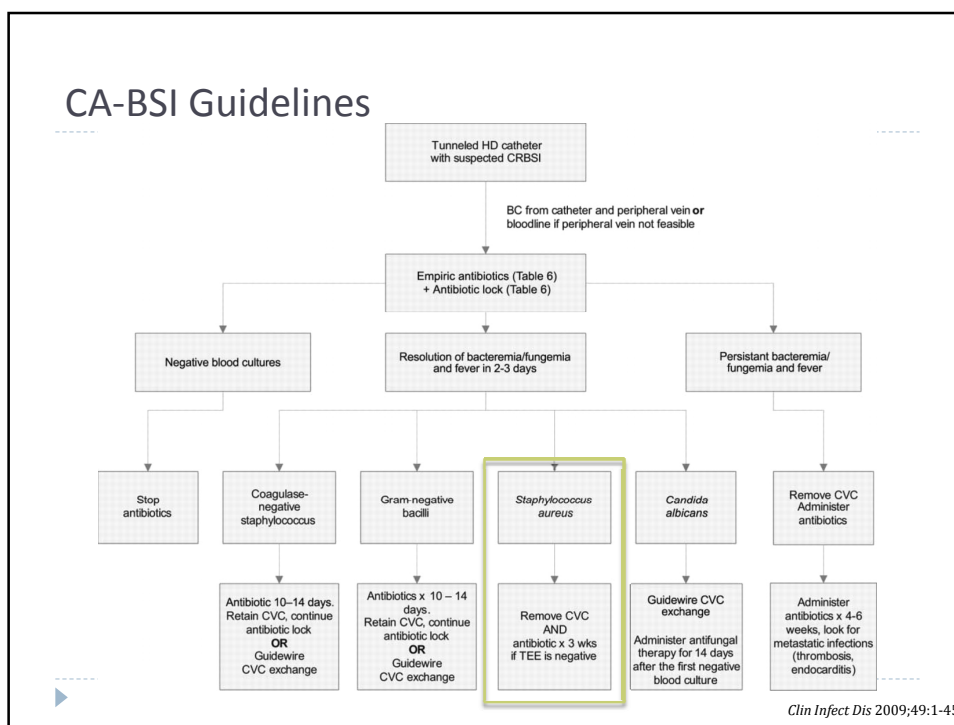 CA-BSI Guidelines
Tunneled HD catheter
with suspected CRBSI
BC from catheter and peripheral vein or
bloodline if peripheral vein not feasible
Empiric antibiotics (Table 6)
+ Antibiotic lock (Table 6)
Negative blood cultures
Resolution of bacteremia/fungemia
and fever in 2-3 days
Persistant bacteremia/
fungemia and fever
Stop
antibiotics
Coagulase-
negative
staphylococcus
Gram-negative
bacilli
Staphylococcus
aureus
Candida
albicans
Remove CVC
Administer
antibiotics
Antibiotic 10–14 days.
Retain CVC, continue
antibiotic lock
OR
Guidewire
CVC exchange
Antibiotics x 10 – 14
days.
Retain CVC, continue
antibiotic lock
OR
Guidewire
CVC exchange
Remove CVC
AND
antibiotic x 3 wks
if TEE is negative
Guidewire CVC
exchange
Administer antifungal
therapy for 14 days
after the first negative
blood culture
Administer
antibiotics x 4-6
weeks, look for
metastatic infections
(thrombosis,
endocarditis)
Clin Infect Dis 2009;49:1-45